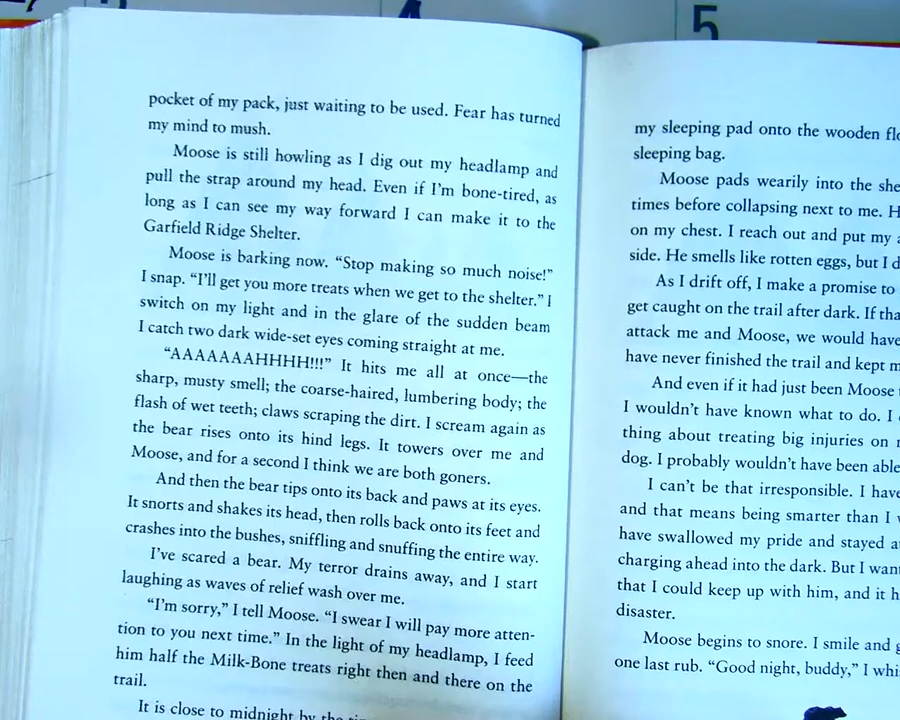 4
5
pocket of my pack, just waiting to be used. Fear has turned
my mind to mush.
Moose is still howling as I dig out my headlamp and
pull the strap around my head. Even if I'm bone-tired, as
long as I can see my way forward I can make it to the
Garfield Ridge Shelter.
Moose is barking now. “Stop making so much noise!”
I snap. “I'll get you more treats when we get to the shelter.” I
switch on my light and in the glare of the sudden beam
I catch two dark wide-set eyes coming straight at me.
“AAAAAAAHHHH!!!” It hits me all at once—the
sharp, musty smell; the coarse-haired, lumbering body; the
flash of wet teeth; claws scraping the dirt. I scream again as
the bear rises onto its hind legs. It towers over me and
Moose, and for a second I think we are both goners.
And then the bear tips onto its back and paws at its eyes.
It snorts and shakes its head, then rolls back onto its feet and
crashes into the bushes, sniffling and snuffing the entire way.
I've scared a bear. My terror drains away, and I start
laughing as waves of relief wash over me.
“I'm sorry,” I tell Moose. “I swear I will pay more atten-
tion to you next time.” In the light of my headlamp, I feed
him half the Milk-Bone treats right then and there on the
trail.
It is close to midnight by the
my sleeping pad onto the wooden
sleeping bag.
Moose pads wearily into the
times before collapsing next to me.
on my chest. I reach out and put my
side. He smells like rotten eggs, but I
As I drift off, I make a promise to
get caught on the trail after dark. If
attack me and Moose, we would have
have never finished the trail and kept
And even if it had just been Moose
I wouldn't have known what to do. I
thing about treating big injuries on
dog. I probably wouldn't have been able
I can't be that irresponsible. I have
and that means being smarter than I
have swallowed my pride and stayed
charging ahead into the dark. But I
that I could keep up with him, and it
disaster.
Moose begins to snore. I smile and
one last rub. “Good night, buddy,” I